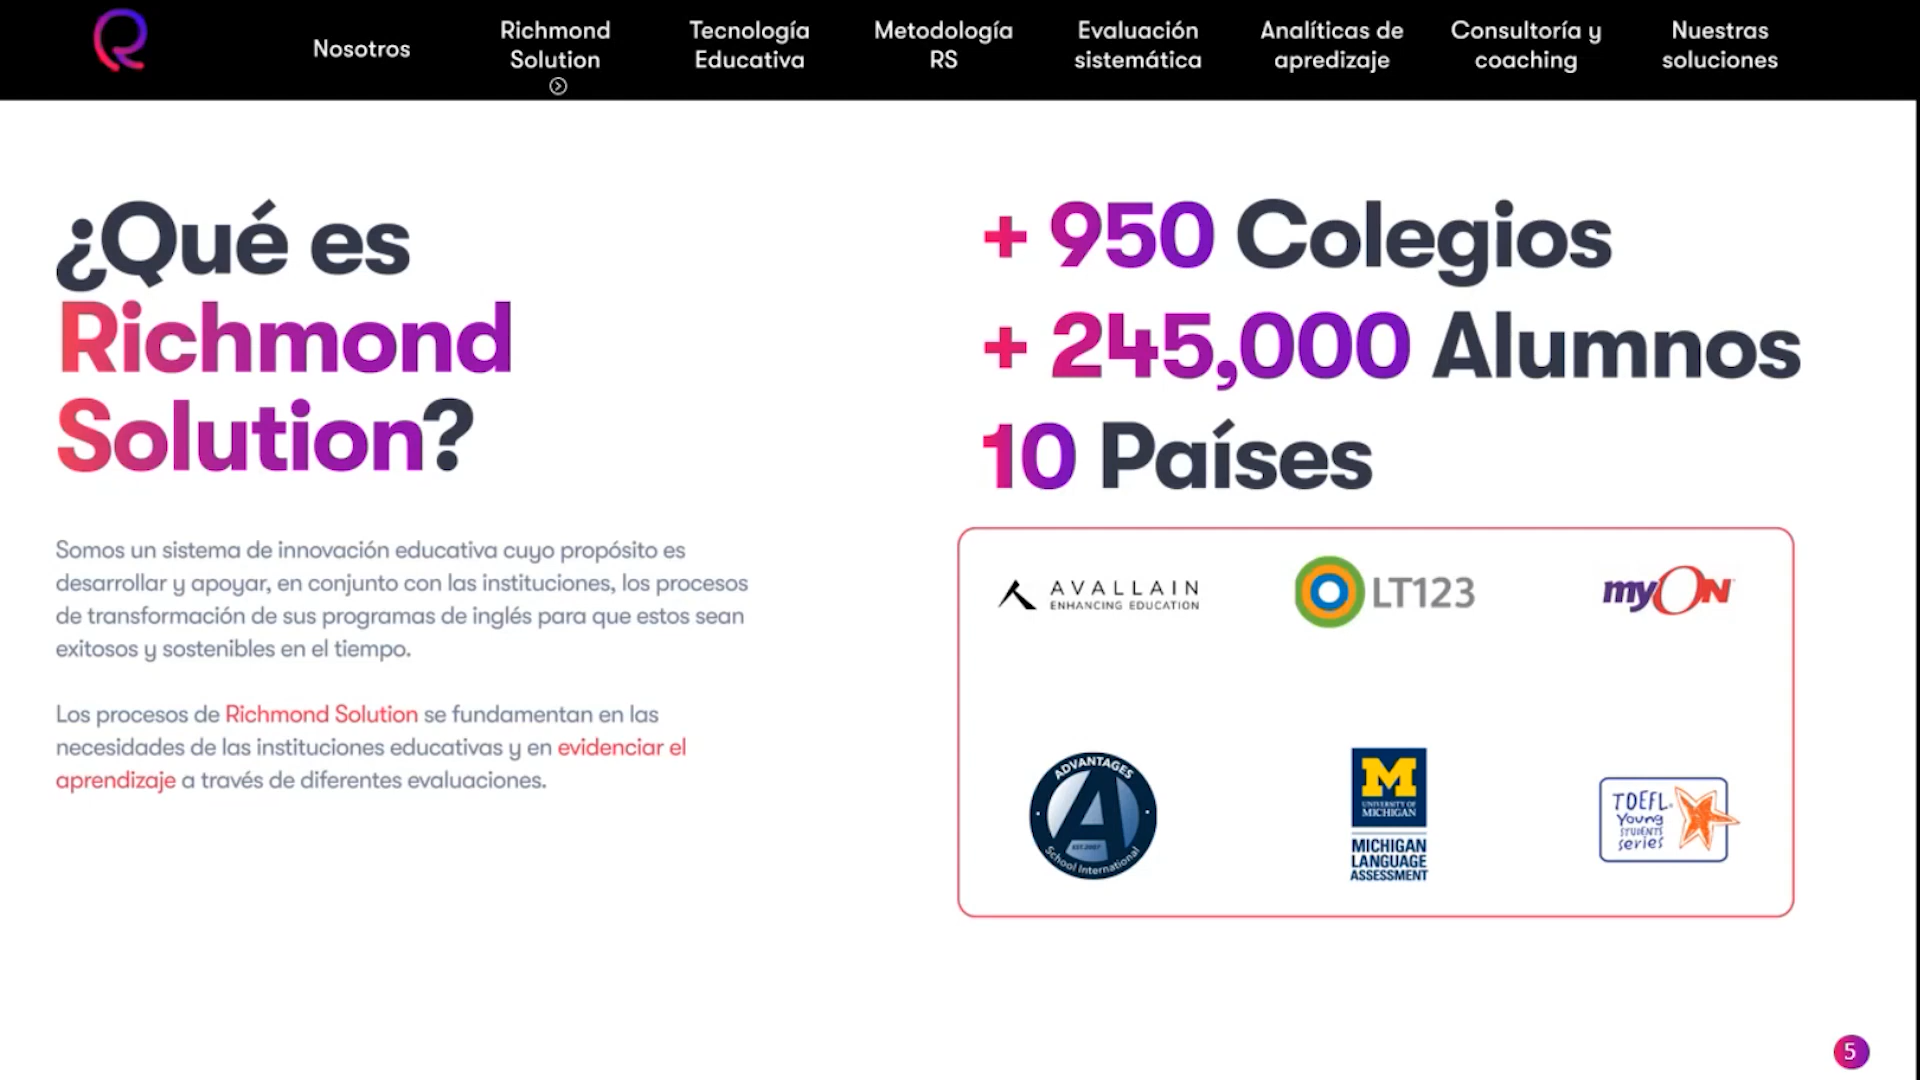 Nosotros
Richmond
Solution
Tecnología
Educativa
Metodología
RS
Evaluación
sistemática
Analíticas de
apredizaje
Consultoría y
coaching
Nuestras
soluciones
¿Qué es
Richmond
Solution?
Somos un sistema de innovación educativa cuyo propósito es
desarrollar y apoyar, en conjunto con las instituciones, los procesos
de transformación de sus programas de inglés para que estos sean
exitosos y sostenibles en el tiempo.
Los procesos de Richmond Solution se fundamentan en las
necesidades de las instituciones educativas y en evidenciar el
aprendizaje a través de diferentes evaluaciones.
+ 950 Colegios
+ 245,000 Alumnos
10 Países
AVALLAIN
ENHANCING EDUCATION
LT123
myON
ADVANTAGES
A
EST. 2007
School International
M
UNIVERSITY OF
MICHIGAN
MICHIGAN
LANGUAGE
ASSESSMENT
TOEFL
Young
STUDENTS
series
5